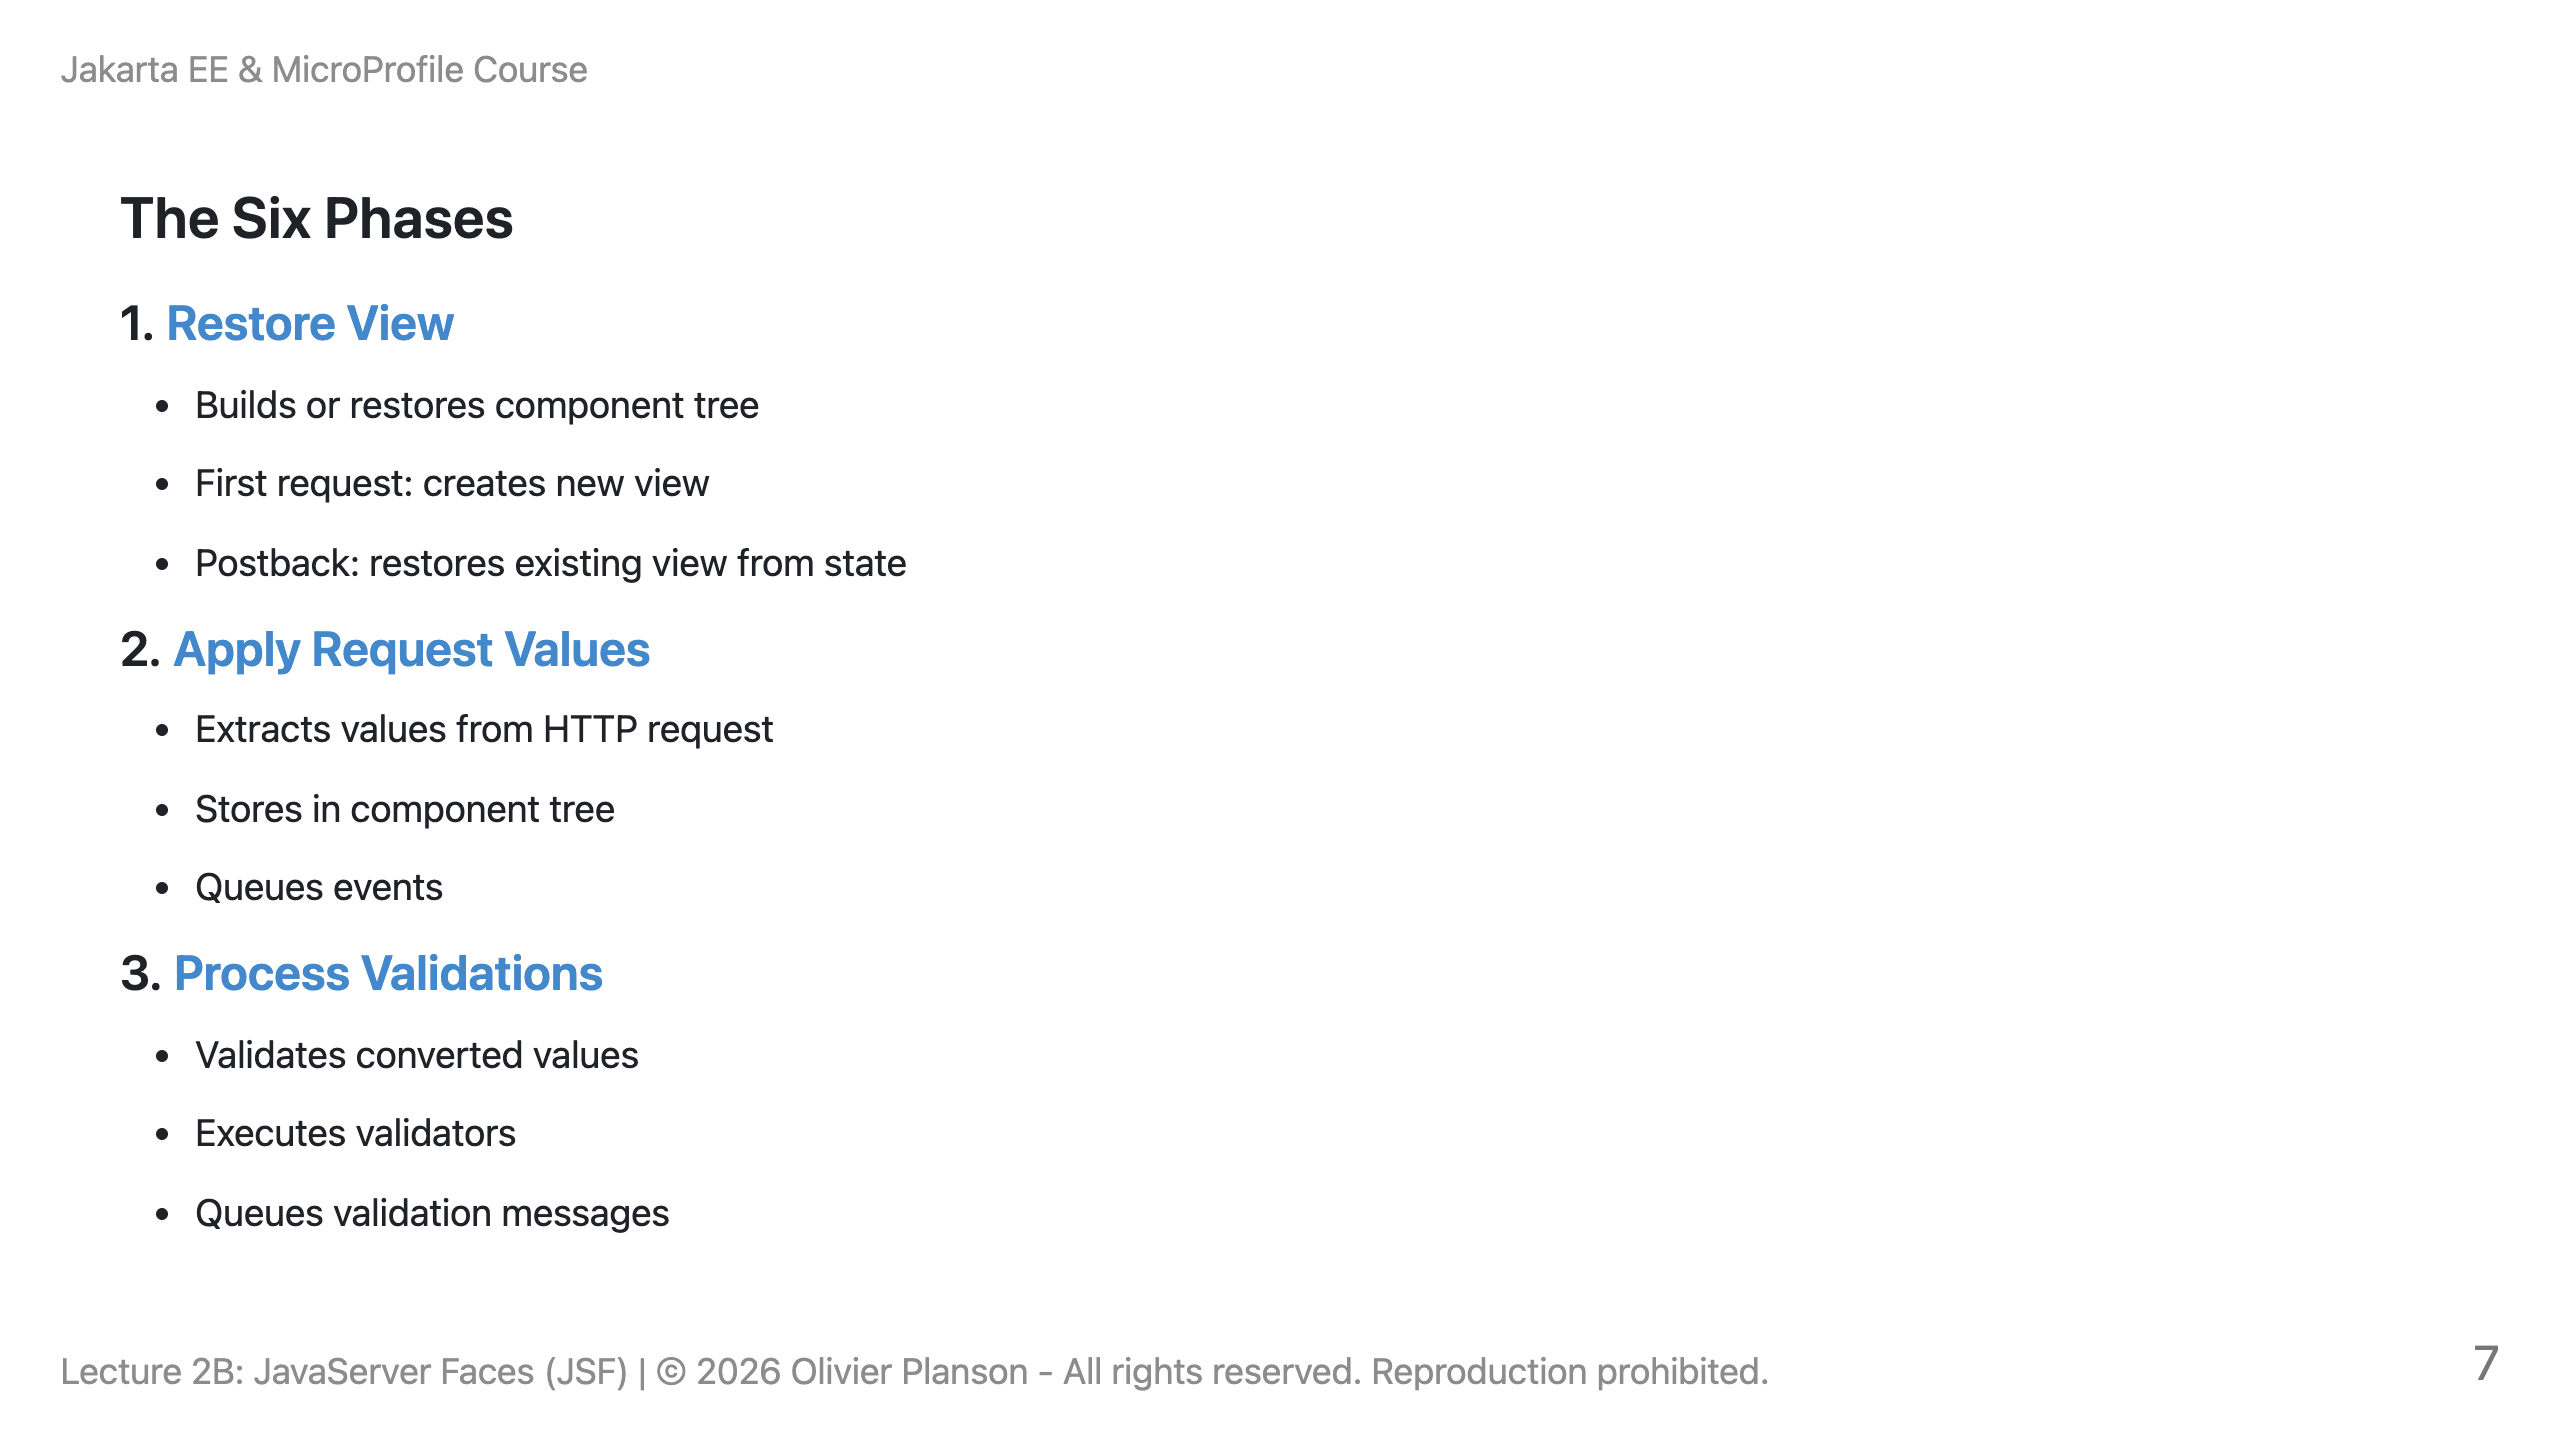 Jakarta EE & MicroProfile Course
The Six Phases
1. Restore View
• Builds or restores component tree
• First request: creates new view
• Postback: restores existing view from state
2. Apply Request Values
• Extracts values from HTTP request
• Stores in component tree
• Queues events
3. Process Validations
• Validates converted values
• Executes validators
• Queues validation messages
Lecture 2B: JavaServer Faces (JSF) | © 2026 Olivier Planson - All rights reserved. Reproduction prohibited.
7